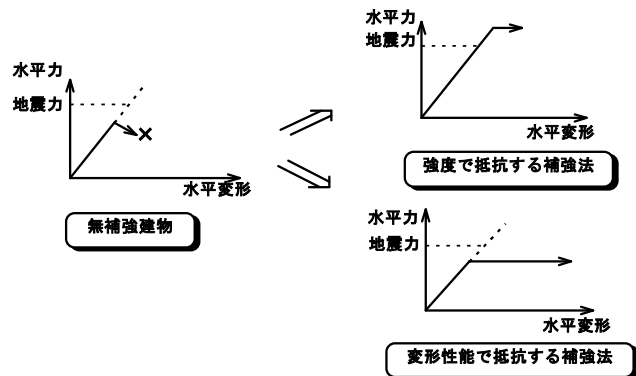 水平力
地震力
水平変形
無補強建物
水平力
地震力
水平変形
強度で抵抗する補強法
水平力
地震力
水平変形
変形性能で抵抗する補強法